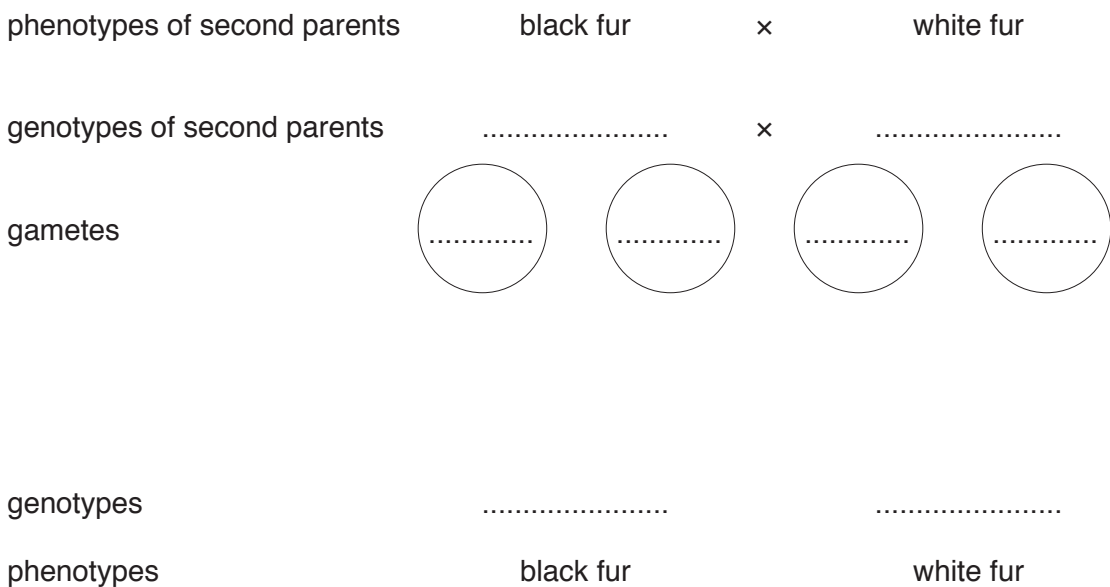 phenotypes of second parents black fur × white fur
genotypes of second parents ....................... × .......................
gametes ............. ............. ............. .............
genotypes ....................... .......................
phenotypes black fur white fur